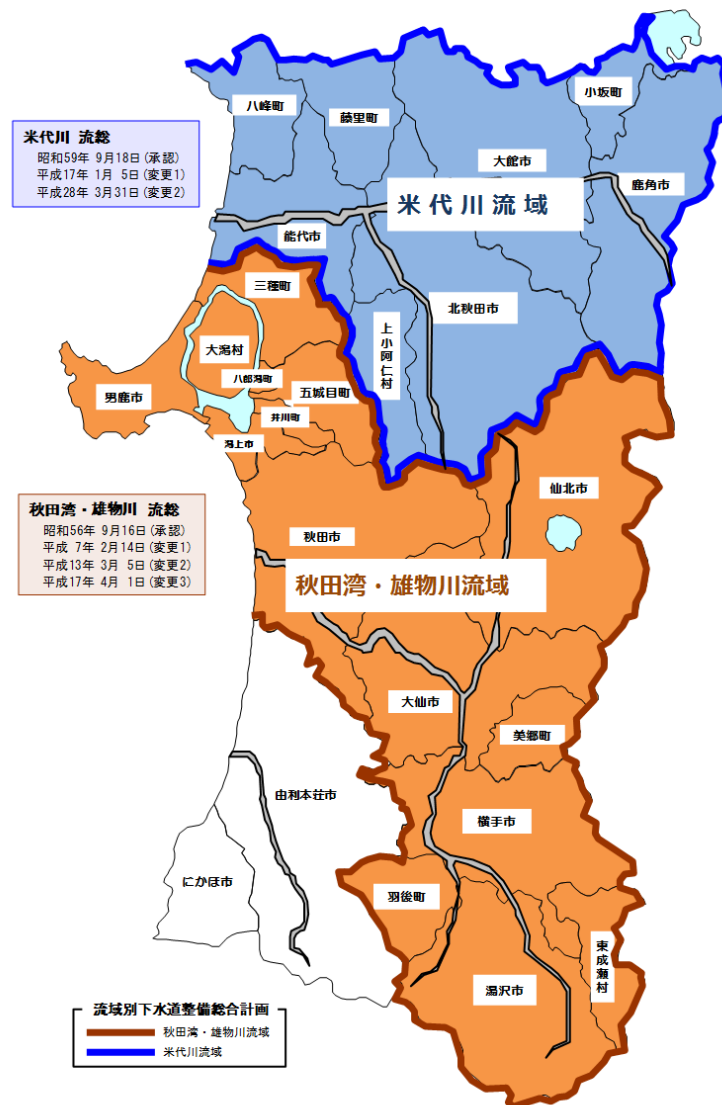 小坂町
八峰町
藤里町
米代川 流総
昭和59年 9月18日(承認)
平成17年 1月 5日(変更1)
平成28年 3月31日(変更2)
大館市
鹿角市
米代川流域
能代市
三種町
北秋田市
上小阿仁村
大潟村
八郎潟町
五城目町
男鹿市
井川町
潟上市
仙北市
秋田湾・雄物川 流総
昭和56年 9月16日(承認)
平成 7年 2月14日(変更1)
平成13年 3月 5日(変更2)
平成17年 4月 1日(変更3)
秋田市
秋田湾・雄物川流域
大仙市
美郷町
由利本荘市
横手市
にかほ市
羽後町
東成瀬村
湯沢市
流域別下水道整備総合計画
秋田湾・雄物川流域
米代川流域